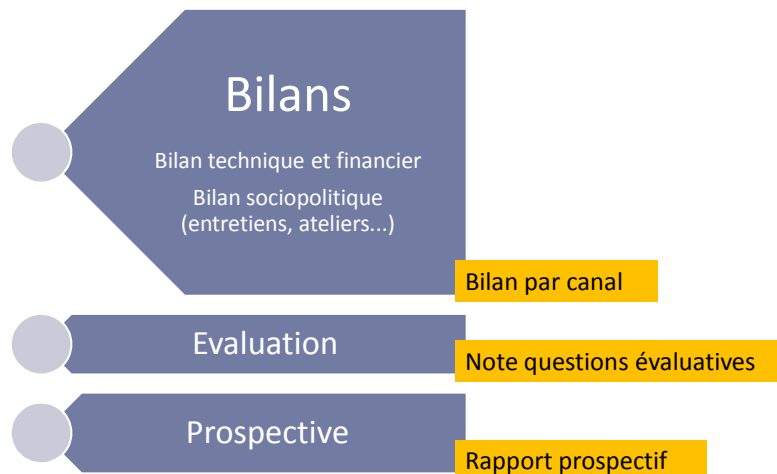 Bilans
Bilan technique et financier
Bilan sociopolitique
(entretiens, ateliers...)
Bilan par canal
Evaluation
Note questions évaluatives
Prospective
Rapport prospectif